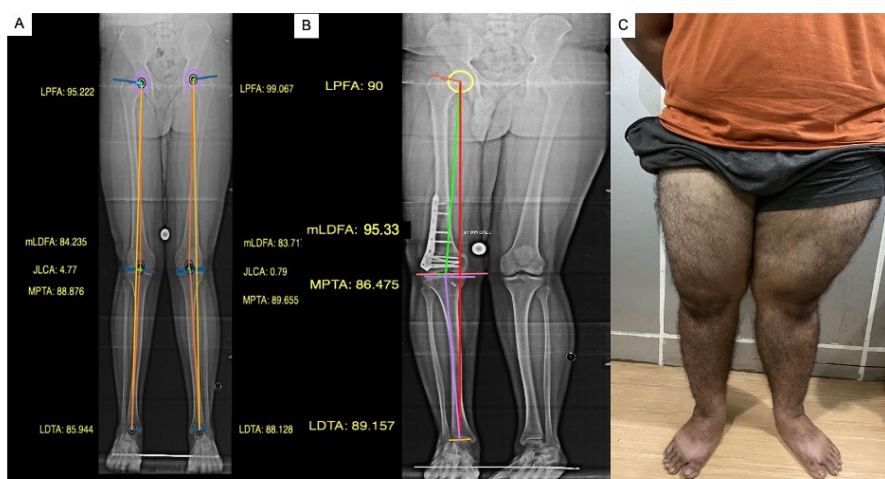 A
LPFA: 95.222
LPFA: 99.067
mLDFA: 84.235
mLDFA: 83.717
JLCA: 4.77
JLCA: 0.79
MPTA: 88.876
MPTA: 89.655
LDTA: 85.944
LDTA: 88.128
B
LPFA: 90
mLDFA: 95.33
MPTA: 86.475
LDTA: 89.157
C